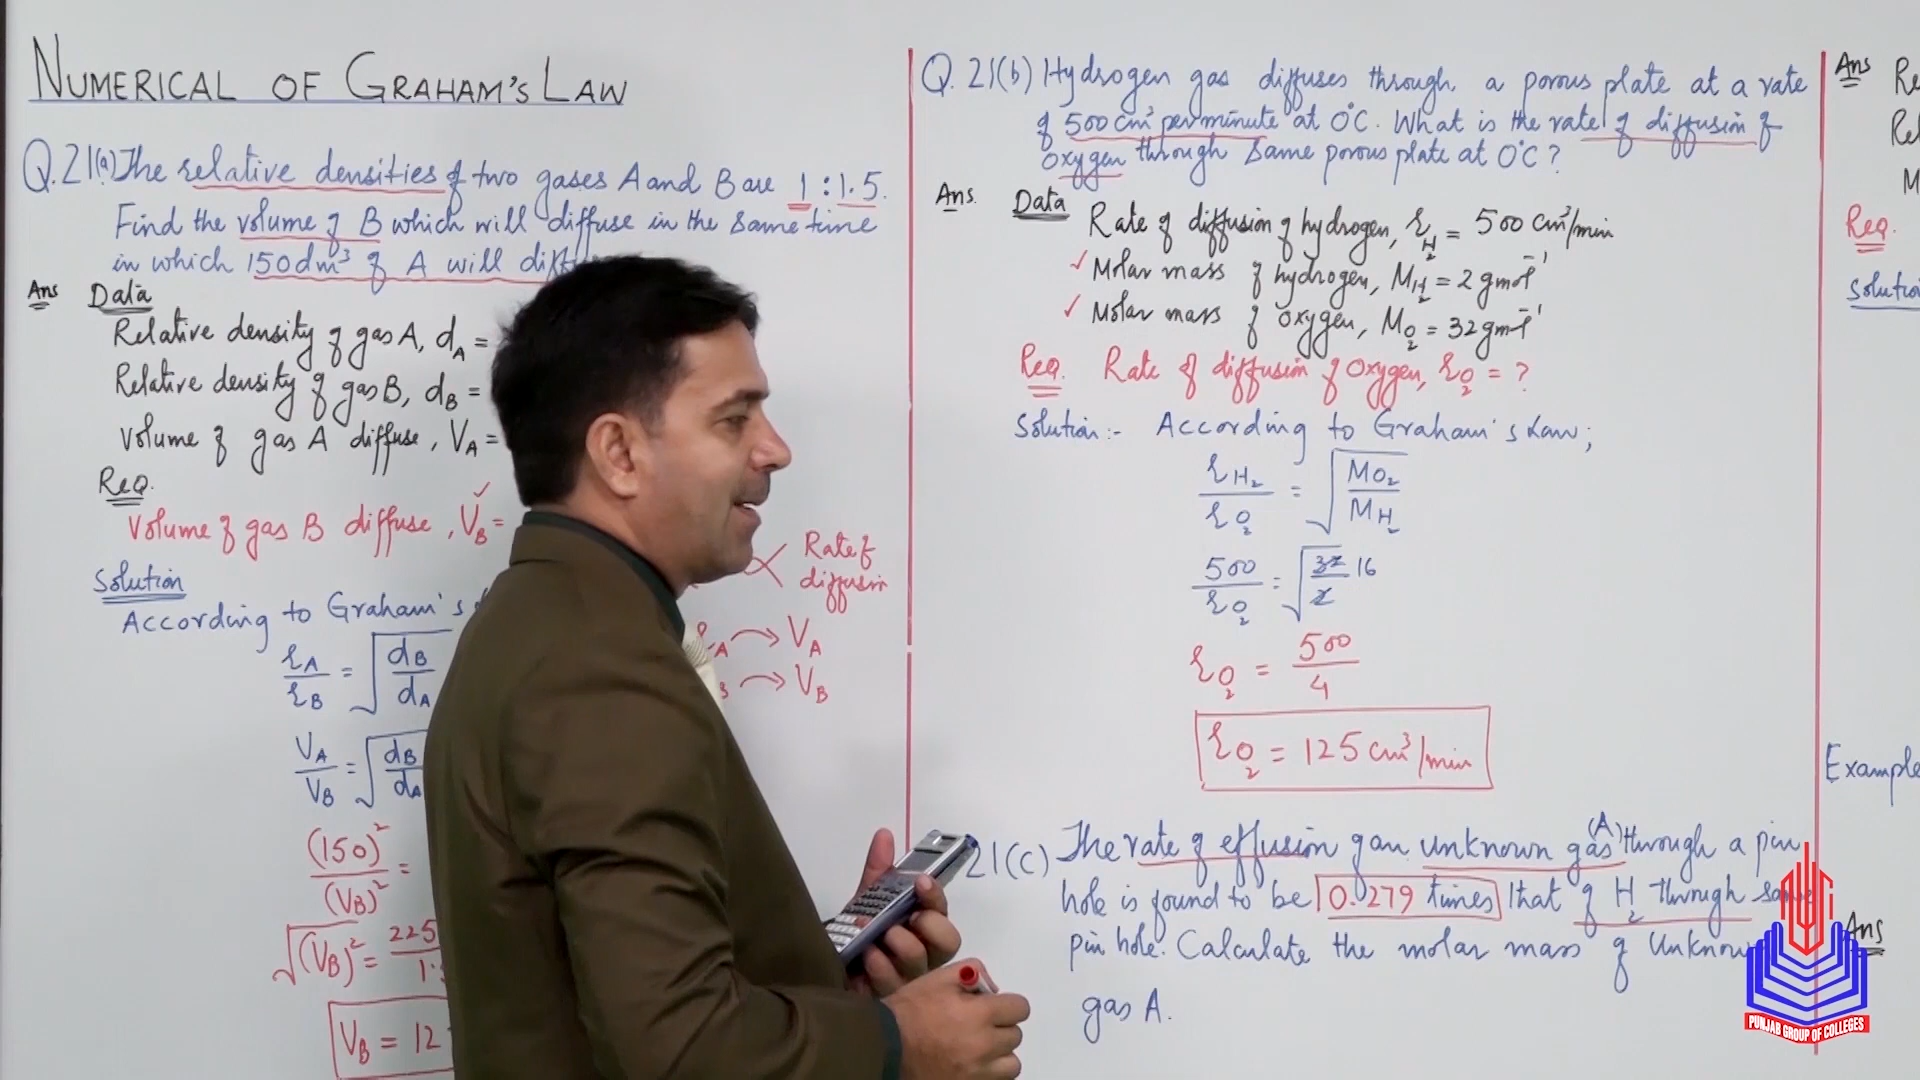 NUMERICAL OF GRAHAM'S LAW
Q.21(a) The relative densities of two gases A and B are 1 : 1.5.
Find the volume of B which will diffuse in the same time
in which 150dm³ of A will
Ans Data
Relative density of gas A, dA =
Relative density of gas B, dB =
Volume of gas A diffuse, VA =
Req.
Volume of gas B diffuse, VB =
Solution
According to Graham's
rA/rB = √(dB/dA)
VA/VB = √(dB/dA)
(150)²/(VB)² =
√(VB)² =
VB = 12
Rate of
diffusion
A → VA
B → VB
Q.21(b) Hydrogen gas diffuses through a porous plate at a rate
of 500 cm³ per minute at 0°C. What is the rate of diffusion of
oxygen through same porous plate at 0°C?
Ans. Data Rate of diffusion of hydrogen, rH₂ = 500 cm³/min
✓ Molar mass of hydrogen, MH₂ = 2 gmol⁻¹
✓ Molar mass of oxygen, MO₂ = 32 gmol⁻¹
Req. Rate of diffusion of oxygen, rO₂ = ?
Solution:- According to Graham's Law;
rH₂/rO₂ = √(MO₂/MH₂)
500/rO₂ = √(32/2) 16
rO₂ = 500/4
rO₂ = 125 cm³/min
21(c) The rate of effusion of an unknown gas (A) through a pin
hole is found to be 0.279 times that of H₂ through same
pin hole. Calculate the molar mass of unknown
gas A.
Ans
Req.
Solution
Example
Ans
PUNJAB GROUP OF COLLEGES